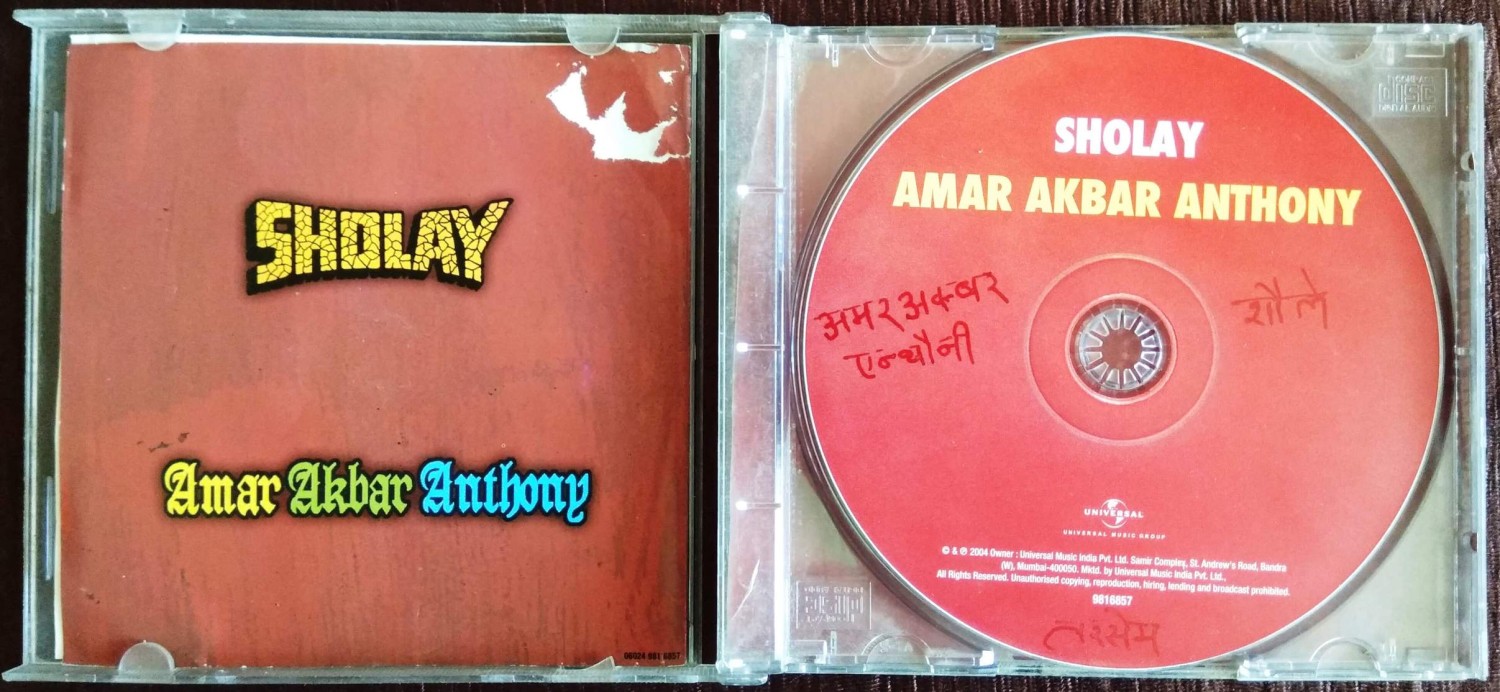 SHOLAY
Amar Akbar Anthony
06024 981 6857
COMPACT
disc
DIGITAL AUDIO
SHOLAY
AMAR AKBAR ANTHONY
अमर अकबर
एन्थौनी
शौले
UNIVERSAL
UNIVERSAL MUSIC GROUP
© & ℗ 2004 Owner : Universal Music India Pvt. Ltd. Samir Complex, St. Andrew's Road, Bandra
(W), Mumbai-400050. Mktd. by Universal Music India Pvt. Ltd.,
All Rights Reserved. Unauthorised copying, reproduction, hiring, lending and broadcast prohibited.
9816857
तरसेम